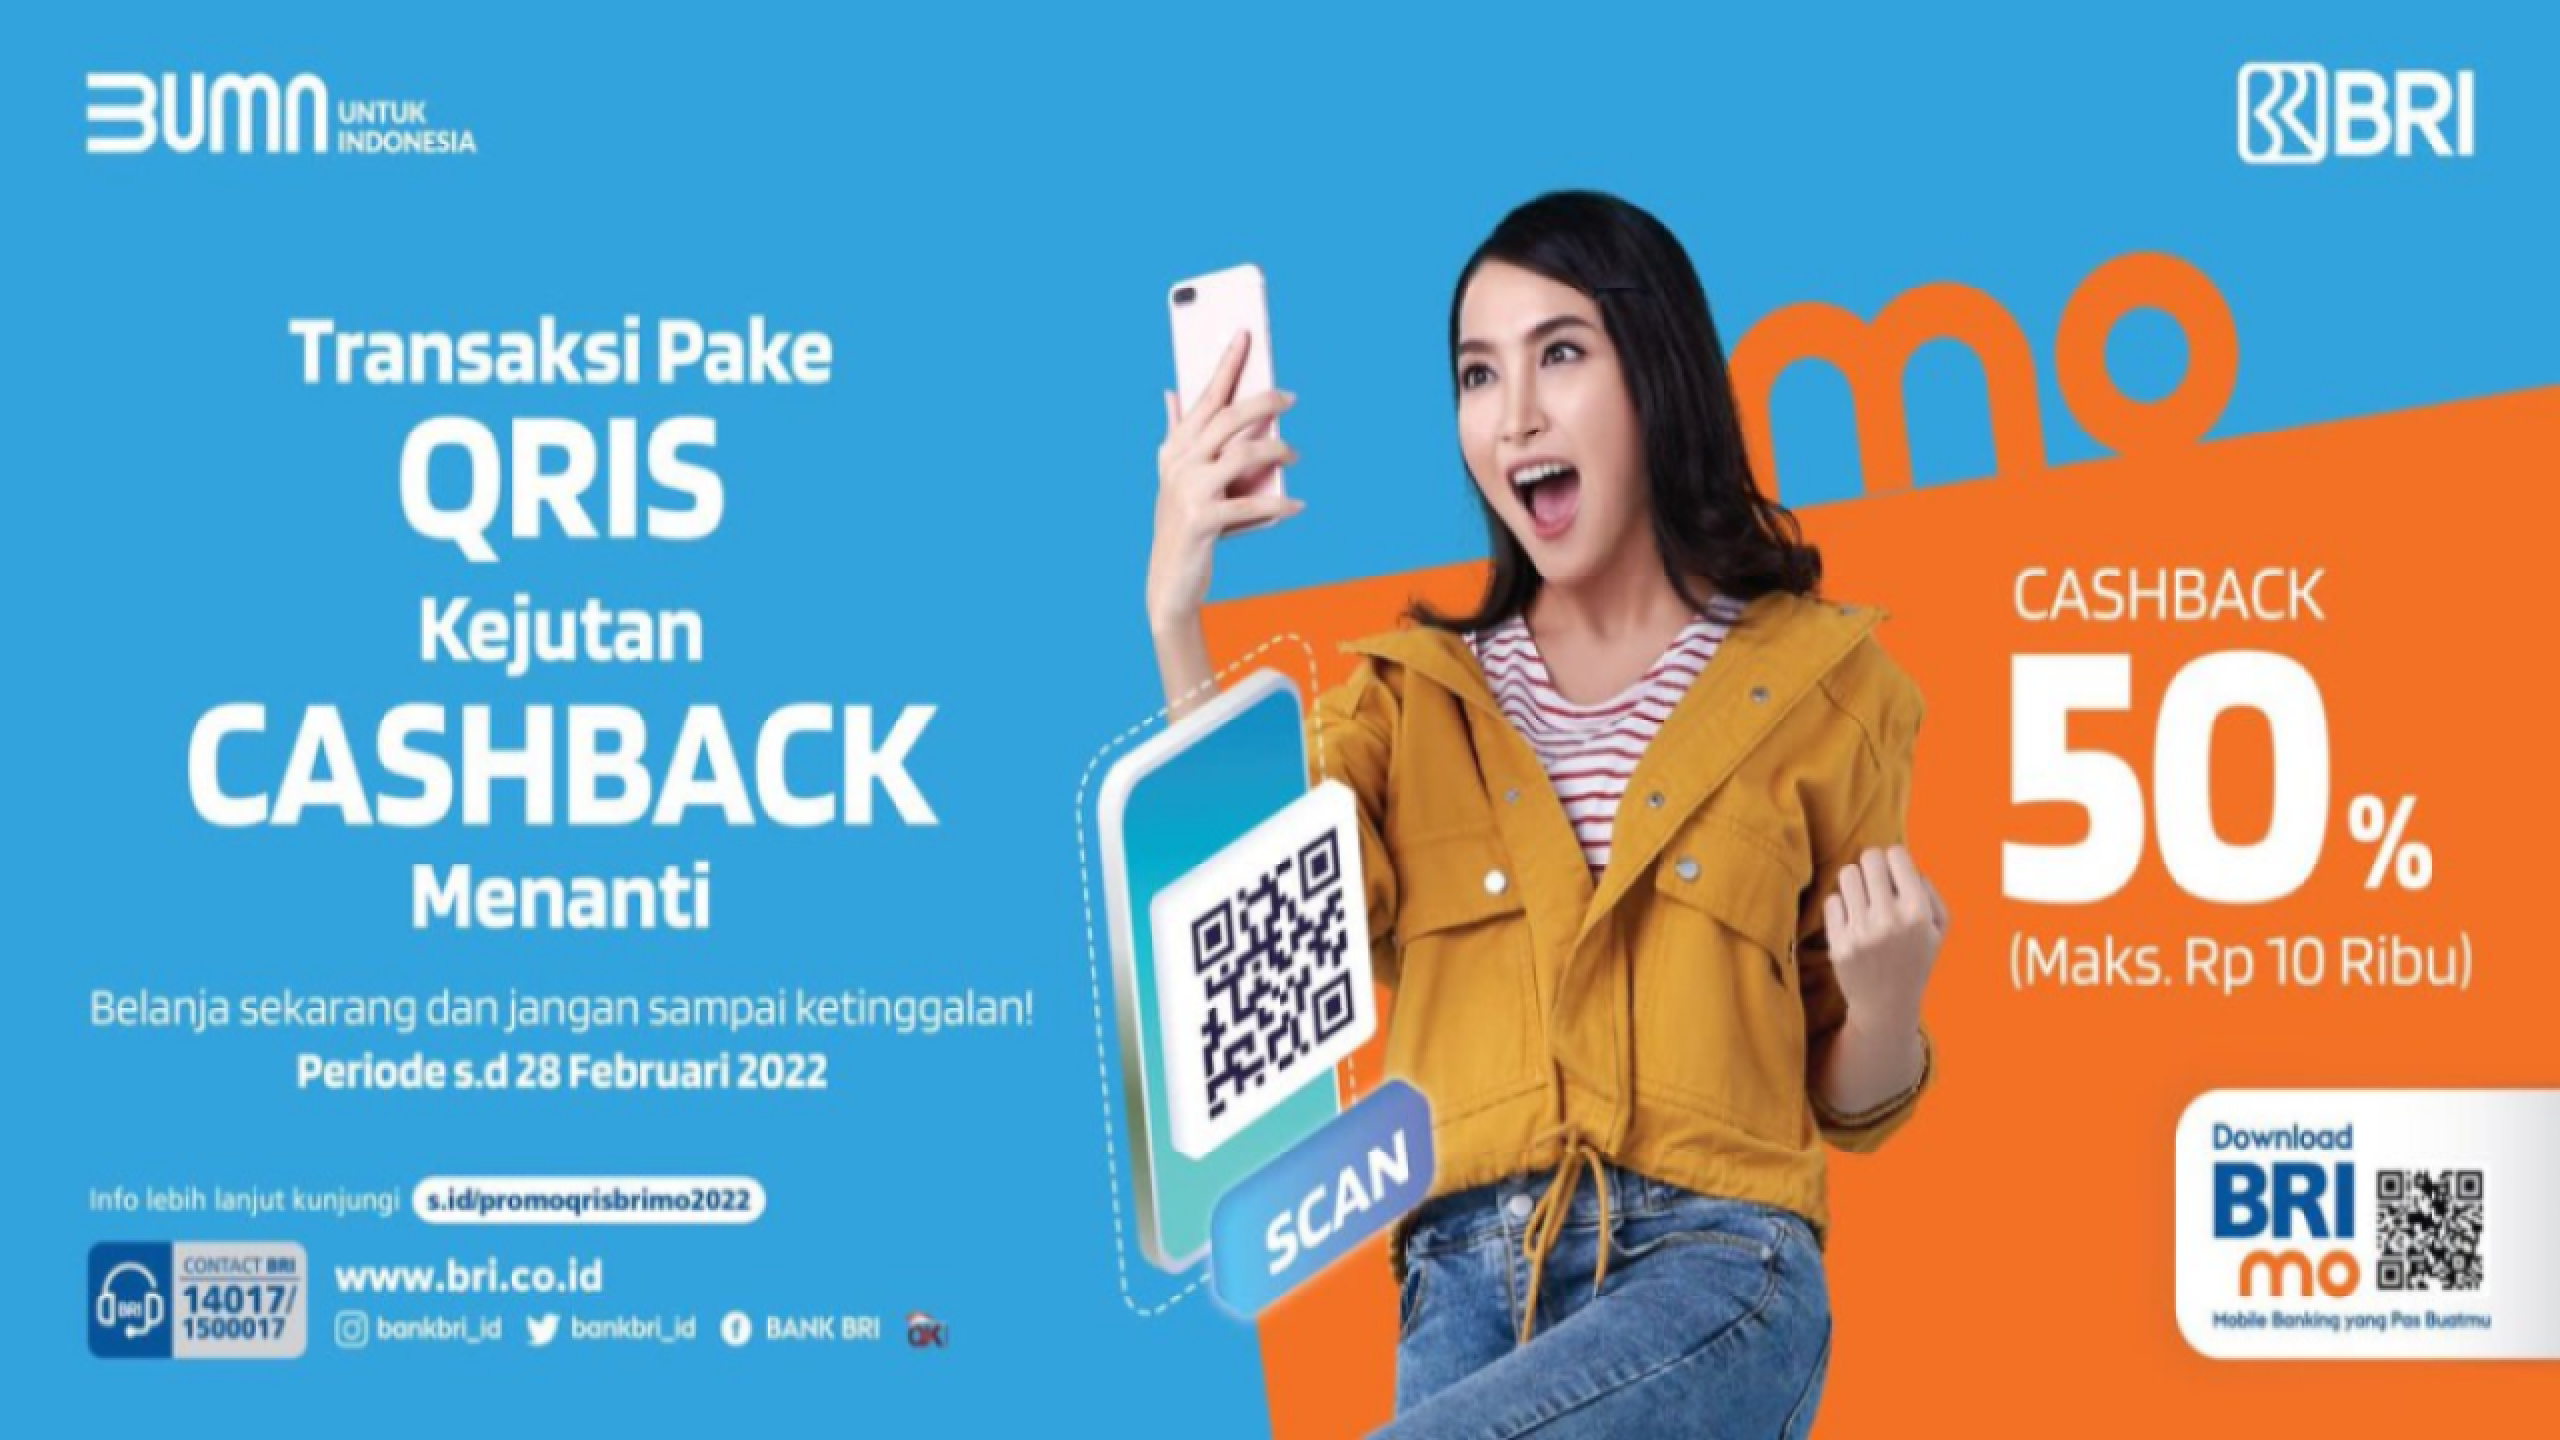 BUMN UNTUK
INDONESIA
BRI
mo
Transaksi Pake
QRIS
Kejutan
CASHBACK
Menanti
Belanja sekarang dan jangan sampai ketinggalan!
Periode s.d 28 Februari 2022
Info lebih lanjut kunjungi s.id/promoqrisbrimo2022
CONTACT BRI
14017/
1500017
BRI
www.bri.co.id
bankbri_id bankbri_id BANK BRI
SCAN
CASHBACK
50%
(Maks. Rp 10 Ribu)
Download
BRI
mo
Mobile Banking yang Pas Buatmu